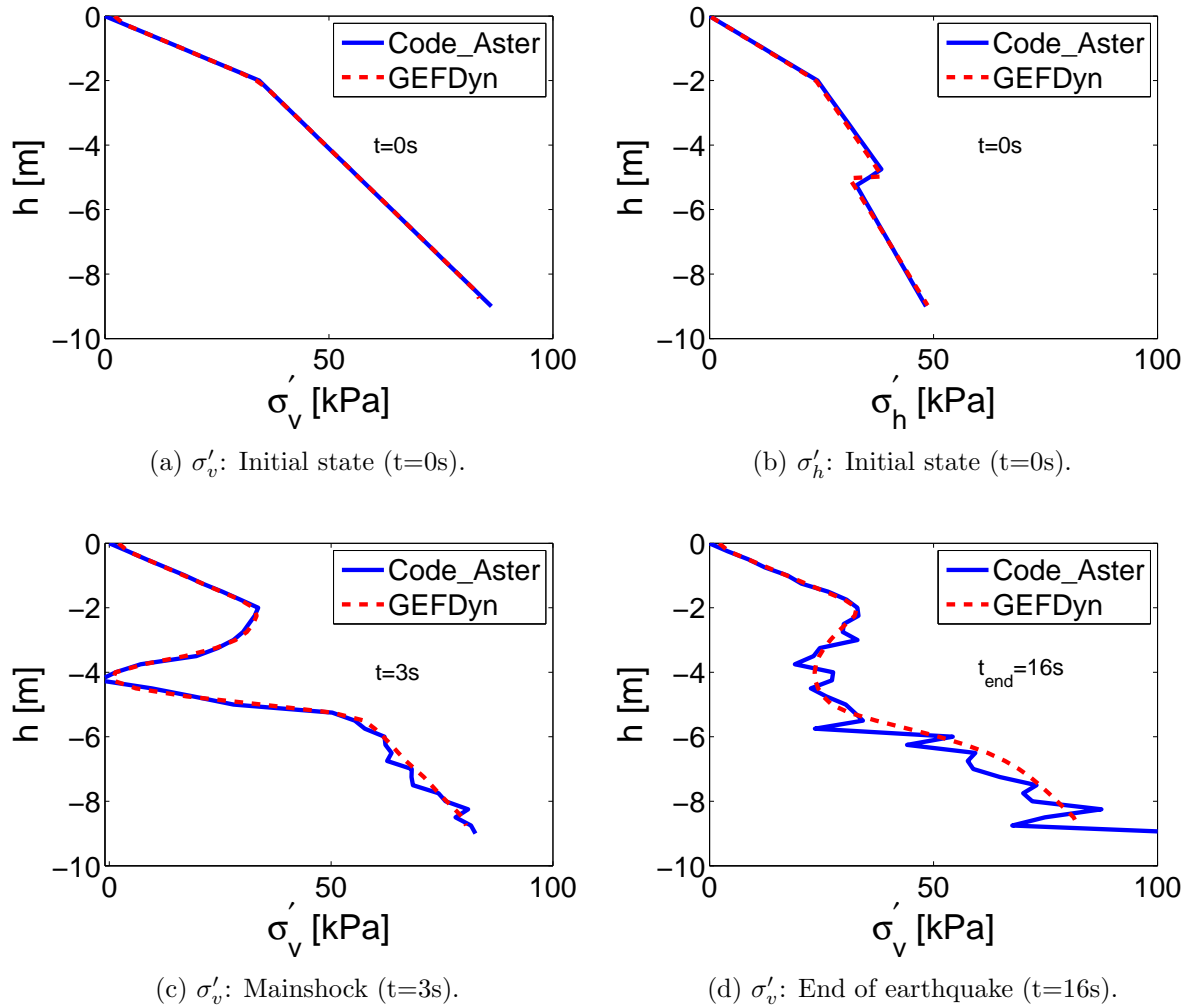 0
−2
−4
−6
−8
−10
h [m]
0
50
100
σ′v [kPa]
Code_Aster
GEFDyn
t=0s
(a) σ′v: Initial state (t=0s).
0
−2
−4
−6
−8
−10
h [m]
0
50
100
σ′h [kPa]
Code_Aster
GEFDyn
t=0s
(b) σ′h: Initial state (t=0s).
0
−2
−4
−6
−8
−10
h [m]
0
50
100
σ′v [kPa]
Code_Aster
GEFDyn
t=3s
(c) σ′v: Mainshock (t=3s).
0
−2
−4
−6
−8
−10
h [m]
0
50
100
σ′v [kPa]
Code_Aster
GEFDyn
tend=16s
(d) σ′v: End of earthquake (t=16s).